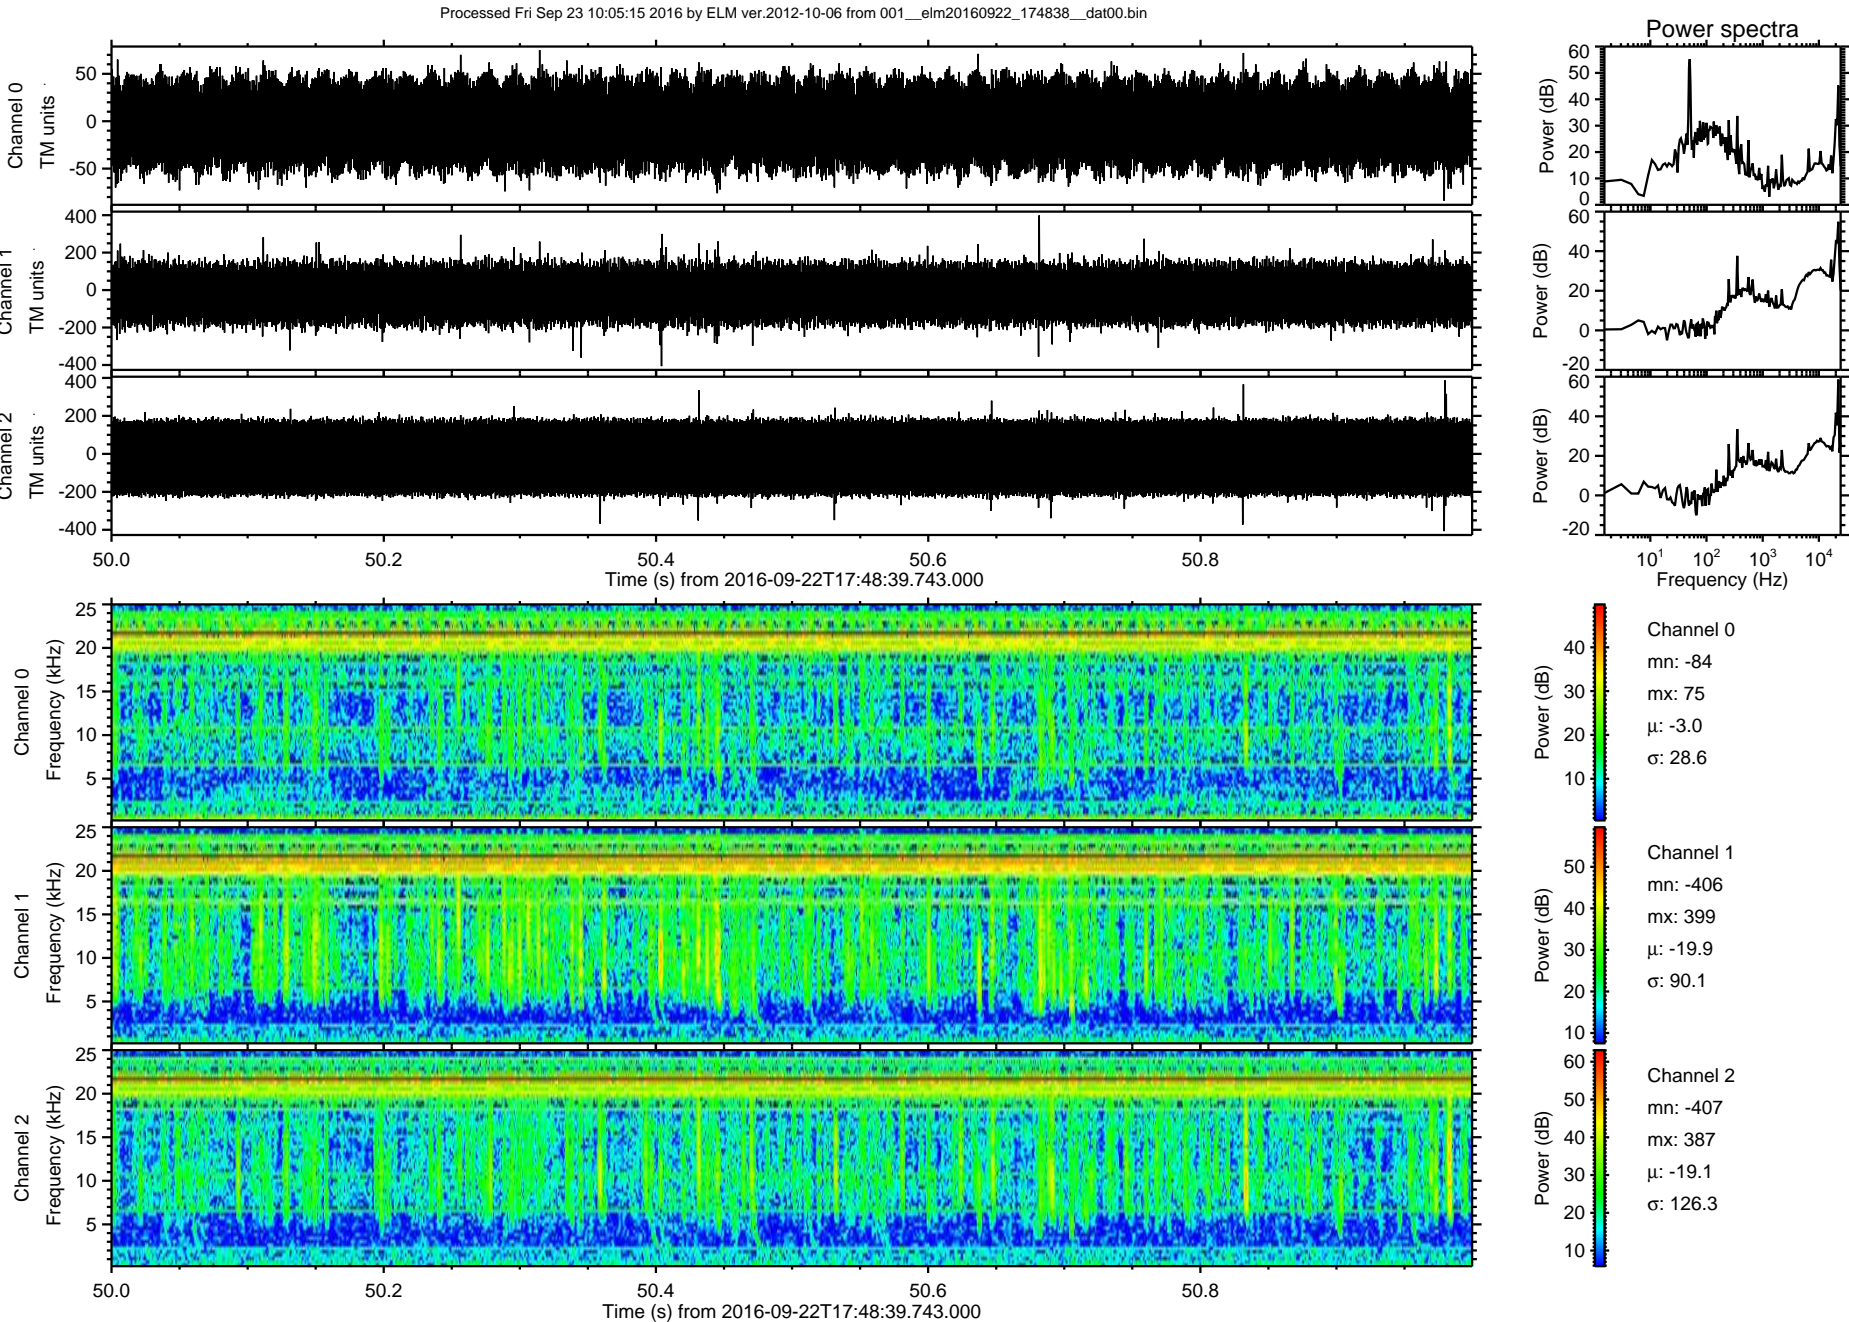 Processed Fri Sep 23 10:05:15 2016 by ELM ver.2012-10-06 from 001__elm20160922_174838__dat00.bin
Power spectra
Channel 0
TM units
50
0
-50
Power (dB)
60
50
40
30
20
10
0
Channel 1
TM units
400
200
0
-200
-400
Power (dB)
60
40
20
0
-20
Channel 2
TM units
400
200
0
-200
-400
Power (dB)
60
40
20
0
-20
50.0 50.2 50.4 50.6 50.8
Time (s) from 2016-09-22T17:48:39.743.000
10^1 10^2 10^3 10^4
Frequency (Hz)
Channel 0
Frequency (kHz)
25
20
15
10
5
Power (dB)
40
30
20
10
Channel 0
mn: -84
mx: 75
μ: -3.0
σ: 28.6
Channel 1
Frequency (kHz)
25
20
15
10
5
Power (dB)
50
40
30
20
10
Channel 1
mn: -406
mx: 399
μ: -19.9
σ: 90.1
Channel 2
Frequency (kHz)
25
20
15
10
5
Power (dB)
60
50
40
30
20
10
Channel 2
mn: -407
mx: 387
μ: -19.1
σ: 126.3
50.0 50.2 50.4 50.6 50.8
Time (s) from 2016-09-22T17:48:39.743.000